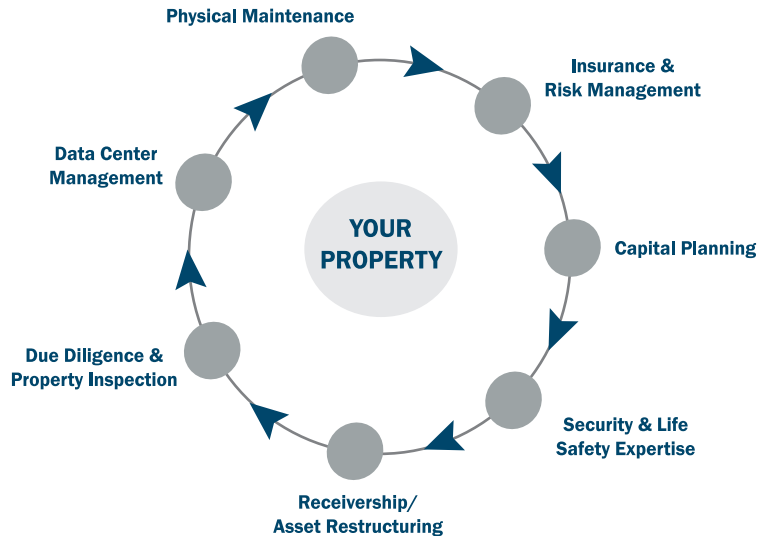 Physical Maintenance
Insurance &
Risk Management
Data Center
Management
YOUR
PROPERTY
Capital Planning
Due Diligence &
Property Inspection
Security & Life
Safety Expertise
Receivership/
Asset Restructuring